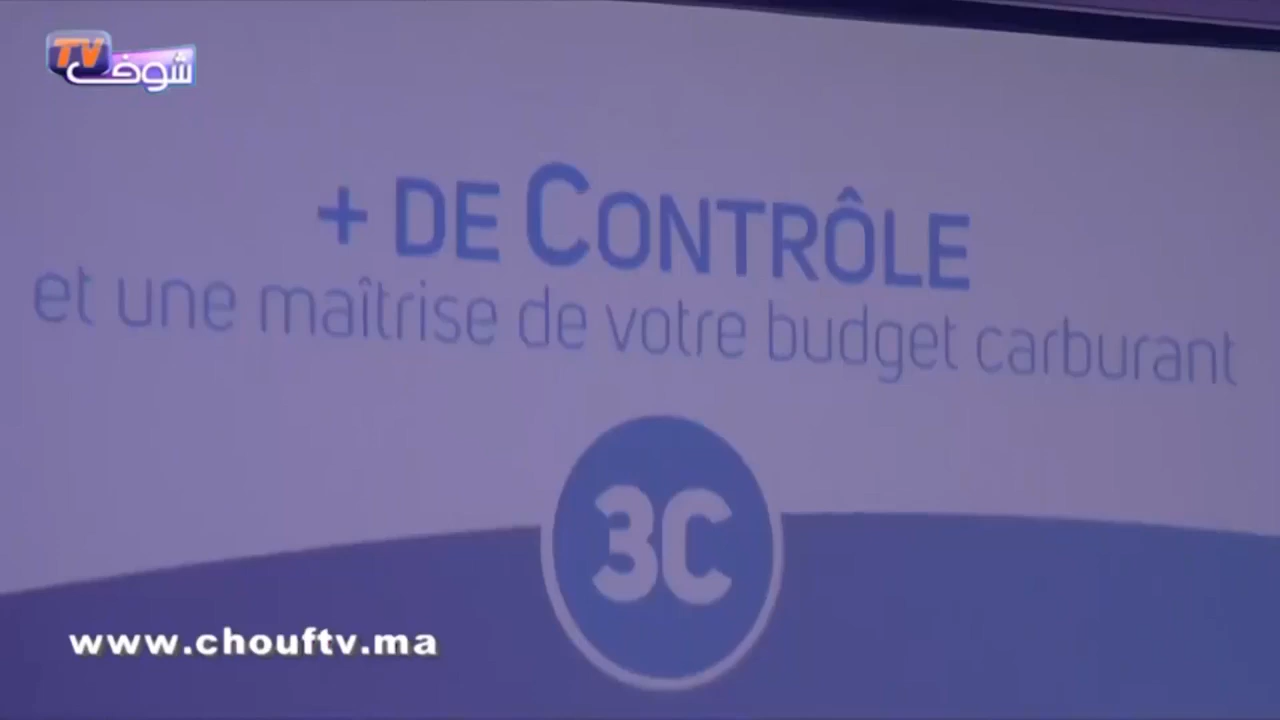 TV
شوف
+ DE CONTRÔLE
et une maîtrise de votre budget carburant
3C
www.chouftv.ma